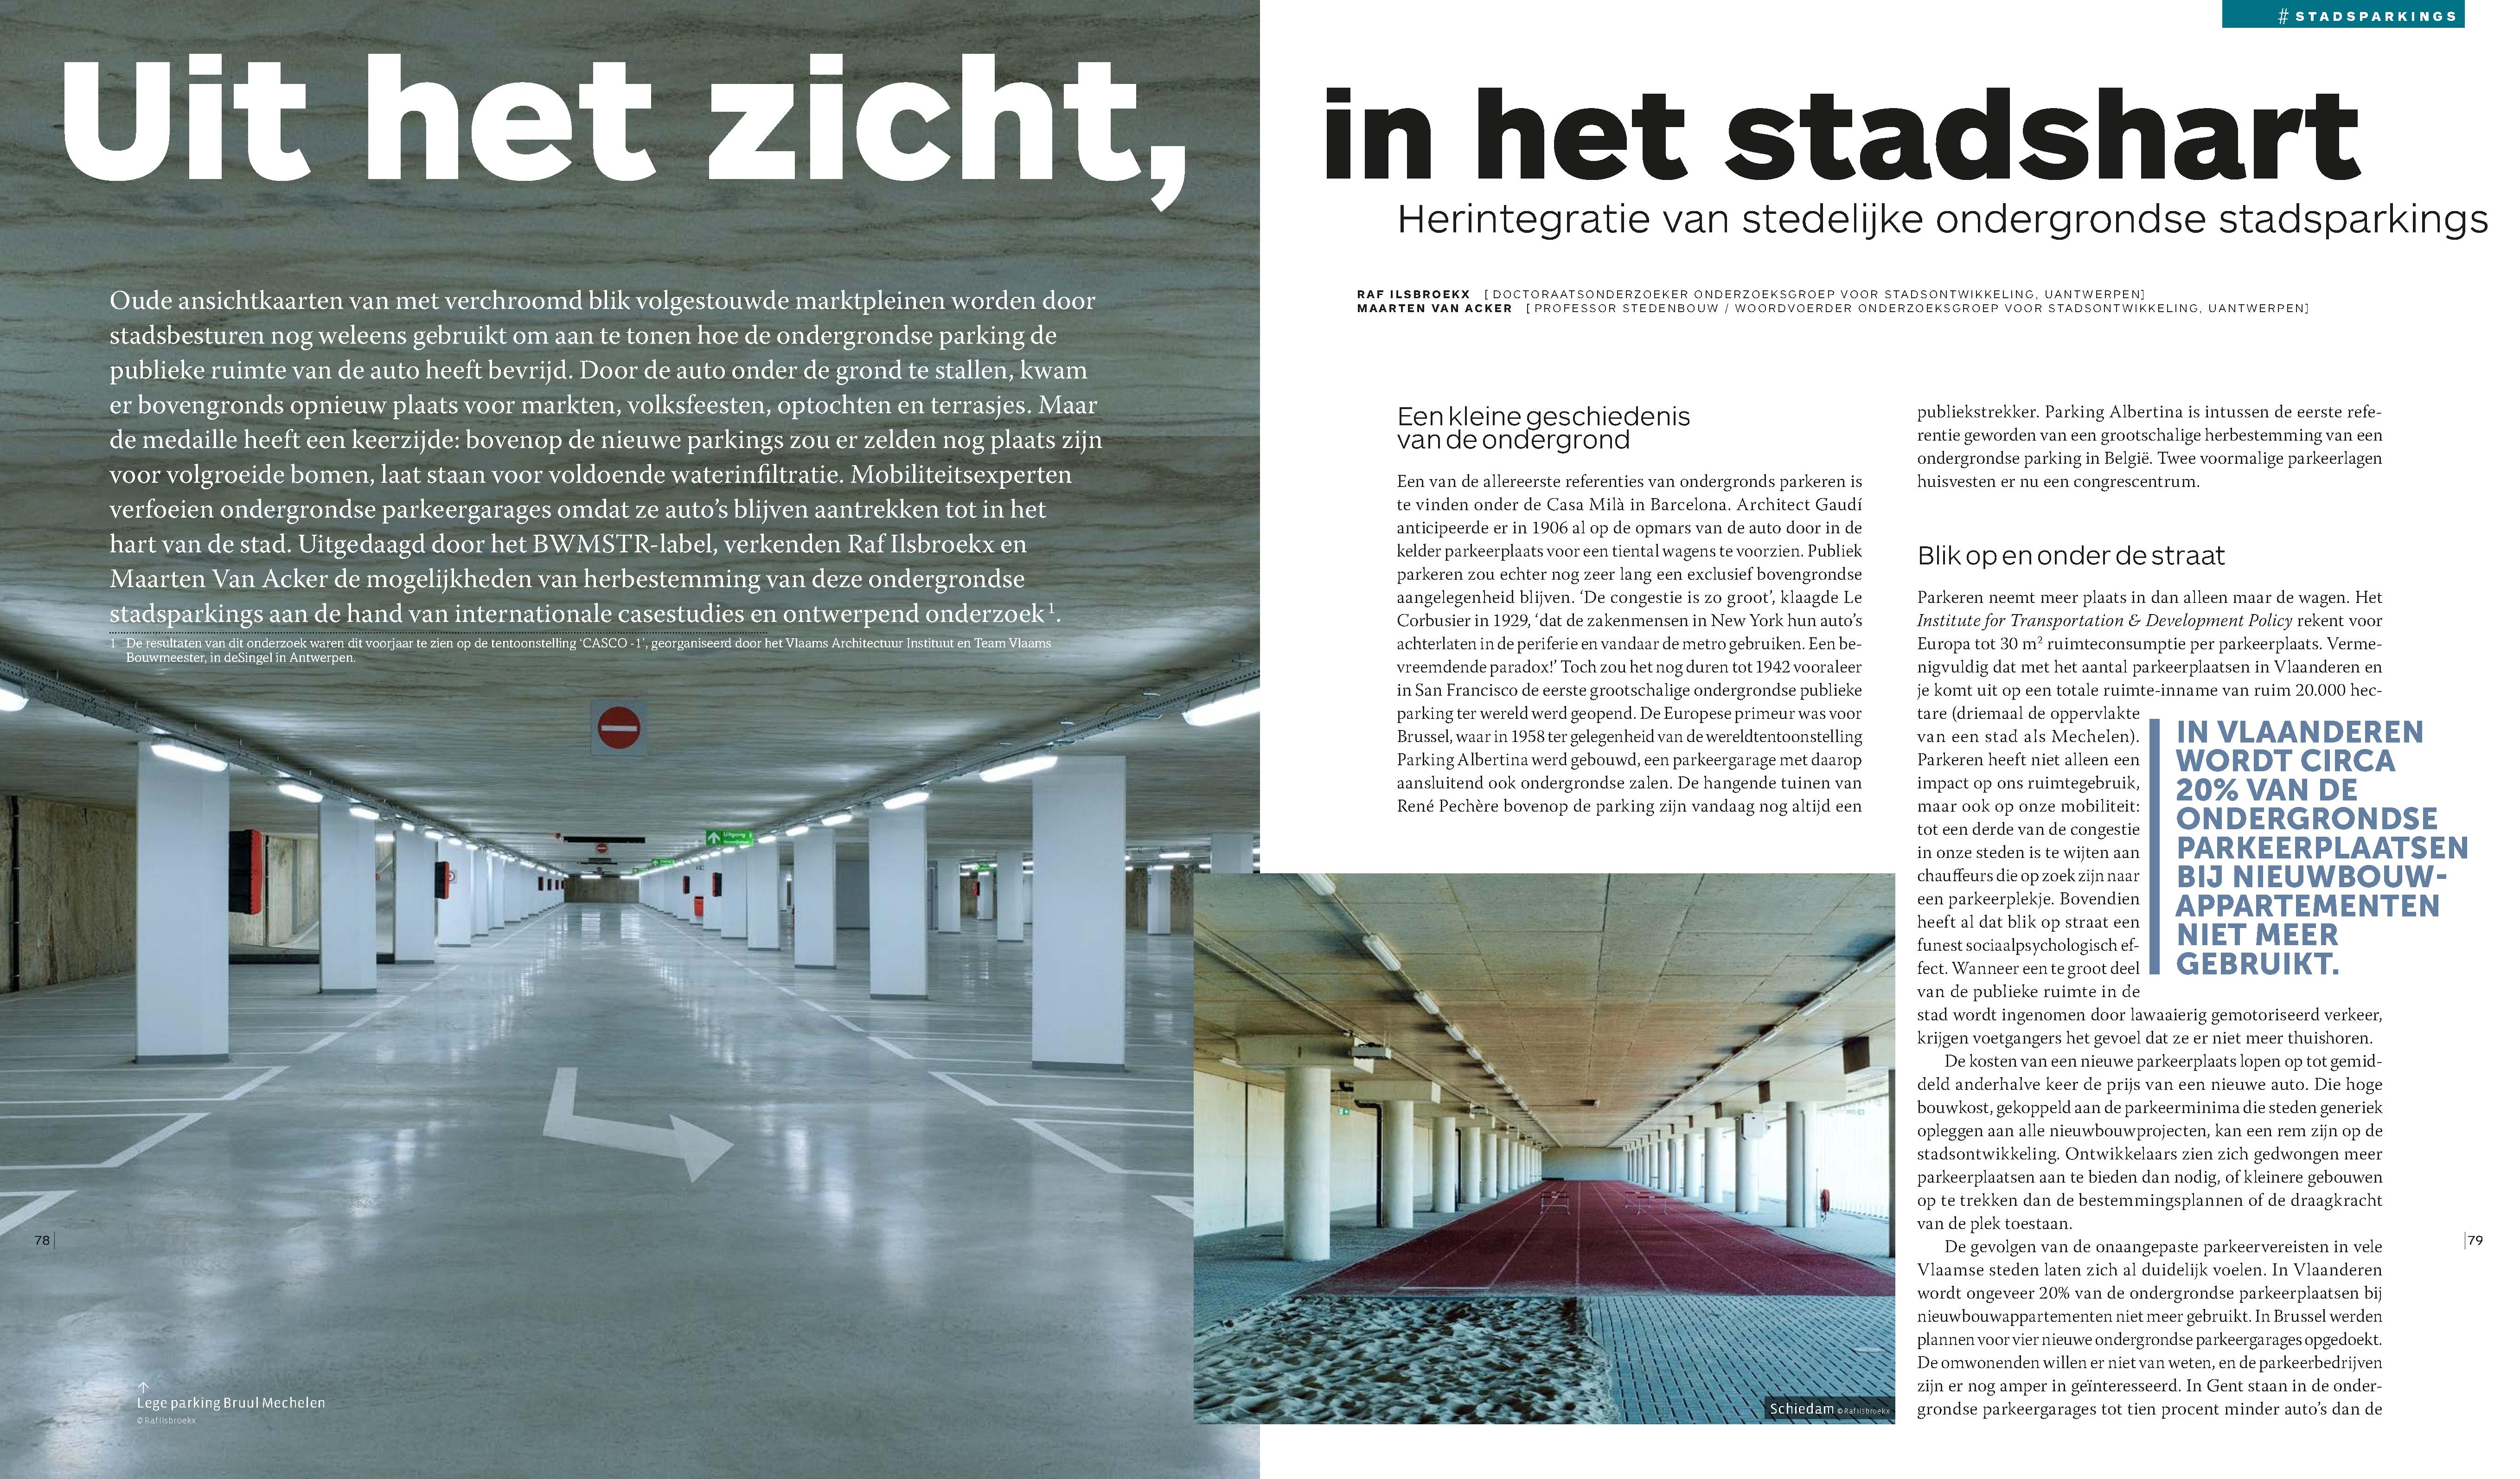 Uit het zicht,
Oude ansichtkaarten van met verchroomd blik volgestouwde marktpleinen worden door
stadsbesturen nog weleens gebruikt om aan te tonen hoe de ondergrondse parking de
publieke ruimte van de auto heeft bevrijd. Door de auto onder de grond te stallen, kwam
er bovengronds opnieuw plaats voor markten, volksfeesten, optochten en terrasjes. Maar
de medaille heeft een keerzijde: bovenop de nieuwe parkings zou er zelden nog plaats zijn
voor volgroeide bomen, laat staan voor voldoende waterinfiltratie. Mobiliteitsexperten
verfoeien ondergrondse parkeergarages omdat ze auto’s blijven aantrekken tot in het
hart van de stad. Uitgedaagd door het BWMSTR-label, verkenden Raf Ilsbroekx en
Maarten Van Acker de mogelijkheden van herbestemming van deze ondergrondse
stadsparkings aan de hand van internationale casestudies en ontwerpend onderzoek¹.
1 De resultaten van dit onderzoek waren dit voorjaar te zien op de tentoonstelling ‘CASCO -1’, georganiseerd door het Vlaams Architectuur Instituut en Team Vlaams
Bouwmeester, in deSingel in Antwerpen.
Uitgang
78
↑
Lege parking Bruul Mechelen
© Raf Ilsbroekx
# STADSPARKINGS
in het stadshart
Herintegratie van stedelijke ondergrondse stadsparkings
RAF ILSBROEKX [ DOCTORAATSONDERZOEKER ONDERZOEKSGROEP VOOR STADSONTWIKKELING, UANTWERPEN]
MAARTEN VAN ACKER [ PROFESSOR STEDENBOUW / WOORDVOERDER ONDERZOEKSGROEP VOOR STADSONTWIKKELING, UANTWERPEN]
Een kleine geschiedenis
van de ondergrond
Een van de allereerste referenties van ondergronds parkeren is
te vinden onder de Casa Milà in Barcelona. Architect Gaudí
anticipeerde er in 1906 al op de opmars van de auto door in de
kelder parkeerplaats voor een tiental wagens te voorzien. Publiek
parkeren zou echter nog zeer lang een exclusief bovengrondse
aangelegenheid blijven. ‘De congestie is zo groot’, klaagde Le
Corbusier in 1929, ‘dat de zakenmensen in New York hun auto’s
achterlaten in de periferie en vandaar de metro gebruiken. Een be-
vreemdende paradox!’ Toch zou het nog duren tot 1942 vooraleer
in San Francisco de eerste grootschalige ondergrondse publieke
parking ter wereld werd geopend. De Europese primeur was voor
Brussel, waar in 1958 ter gelegenheid van de wereldtentoonstelling
Parking Albertina werd gebouwd, een parkeergarage met daarop
aansluitend ook ondergrondse zalen. De hangende tuinen van
René Pechère bovenop de parking zijn vandaag nog altijd een
publiekstrekker. Parking Albertina is intussen de eerste refe-
rentie geworden van een grootschalige herbestemming van een
ondergrondse parking in België. Twee voormalige parkeerlagen
huisvesten er nu een congrescentrum.
Blik op en onder de straat
Parkeren neemt meer plaats in dan alleen maar de wagen. Het
Institute for Transportation & Development Policy rekent voor
Europa tot 30 m² ruimteconsumptie per parkeerplaats. Verme-
nigvuldig dat met het aantal parkeerplaatsen in Vlaanderen en
je komt uit op een totale ruimte-inname van ruim 20.000 hec-
tare (driemaal de oppervlakte
van een stad als Mechelen).
Parkeren heeft niet alleen een
impact op ons ruimtegebruik,
maar ook op onze mobiliteit:
tot een derde van de congestie
in onze steden is te wijten aan
chauffeurs die op zoek zijn naar
een parkeerplekje. Bovendien
heeft al dat blik op straat een
funest sociaalpsychologisch ef-
fect. Wanneer een te groot deel
van de publieke ruimte in de
stad wordt ingenomen door lawaaierig gemotoriseerd verkeer,
krijgen voetgangers het gevoel dat ze er niet meer thuishoren.
De kosten van een nieuwe parkeerplaats lopen op tot gemid-
deld anderhalve keer de prijs van een nieuwe auto. Die hoge
bouwkost, gekoppeld aan de parkeerminima die steden generiek
opleggen aan alle nieuwbouwprojecten, kan een rem zijn op de
stadsontwikkeling. Ontwikkelaars zien zich gedwongen meer
parkeerplaatsen aan te bieden dan nodig, of kleinere gebouwen
op te trekken dan de bestemmingsplannen of de draagkracht
van de plek toestaan.
De gevolgen van de onaangepaste parkeervereisten in vele
Vlaamse steden laten zich al duidelijk voelen. In Vlaanderen
wordt ongeveer 20% van de ondergrondse parkeerplaatsen bij
nieuwbouwappartementen niet meer gebruikt. In Brussel werden
plannen voor vier nieuwe ondergrondse parkeergarages opgedoekt.
De omwonenden willen er niet van weten, en de parkeerbedrijven
zijn er nog amper in geïnteresseerd. In Gent staan in de onder-
grondse parkeergarages tot tien procent minder auto’s dan de
IN VLAANDEREN
WORDT CIRCA
20% VAN DE
ONDERGRONDSE
PARKEERPLAATSEN
BIJ NIEUWBOUW-
APPARTEMENTEN
NIET MEER
GEBRUIKT.
Schiedam © Raf Ilsbroekx
79